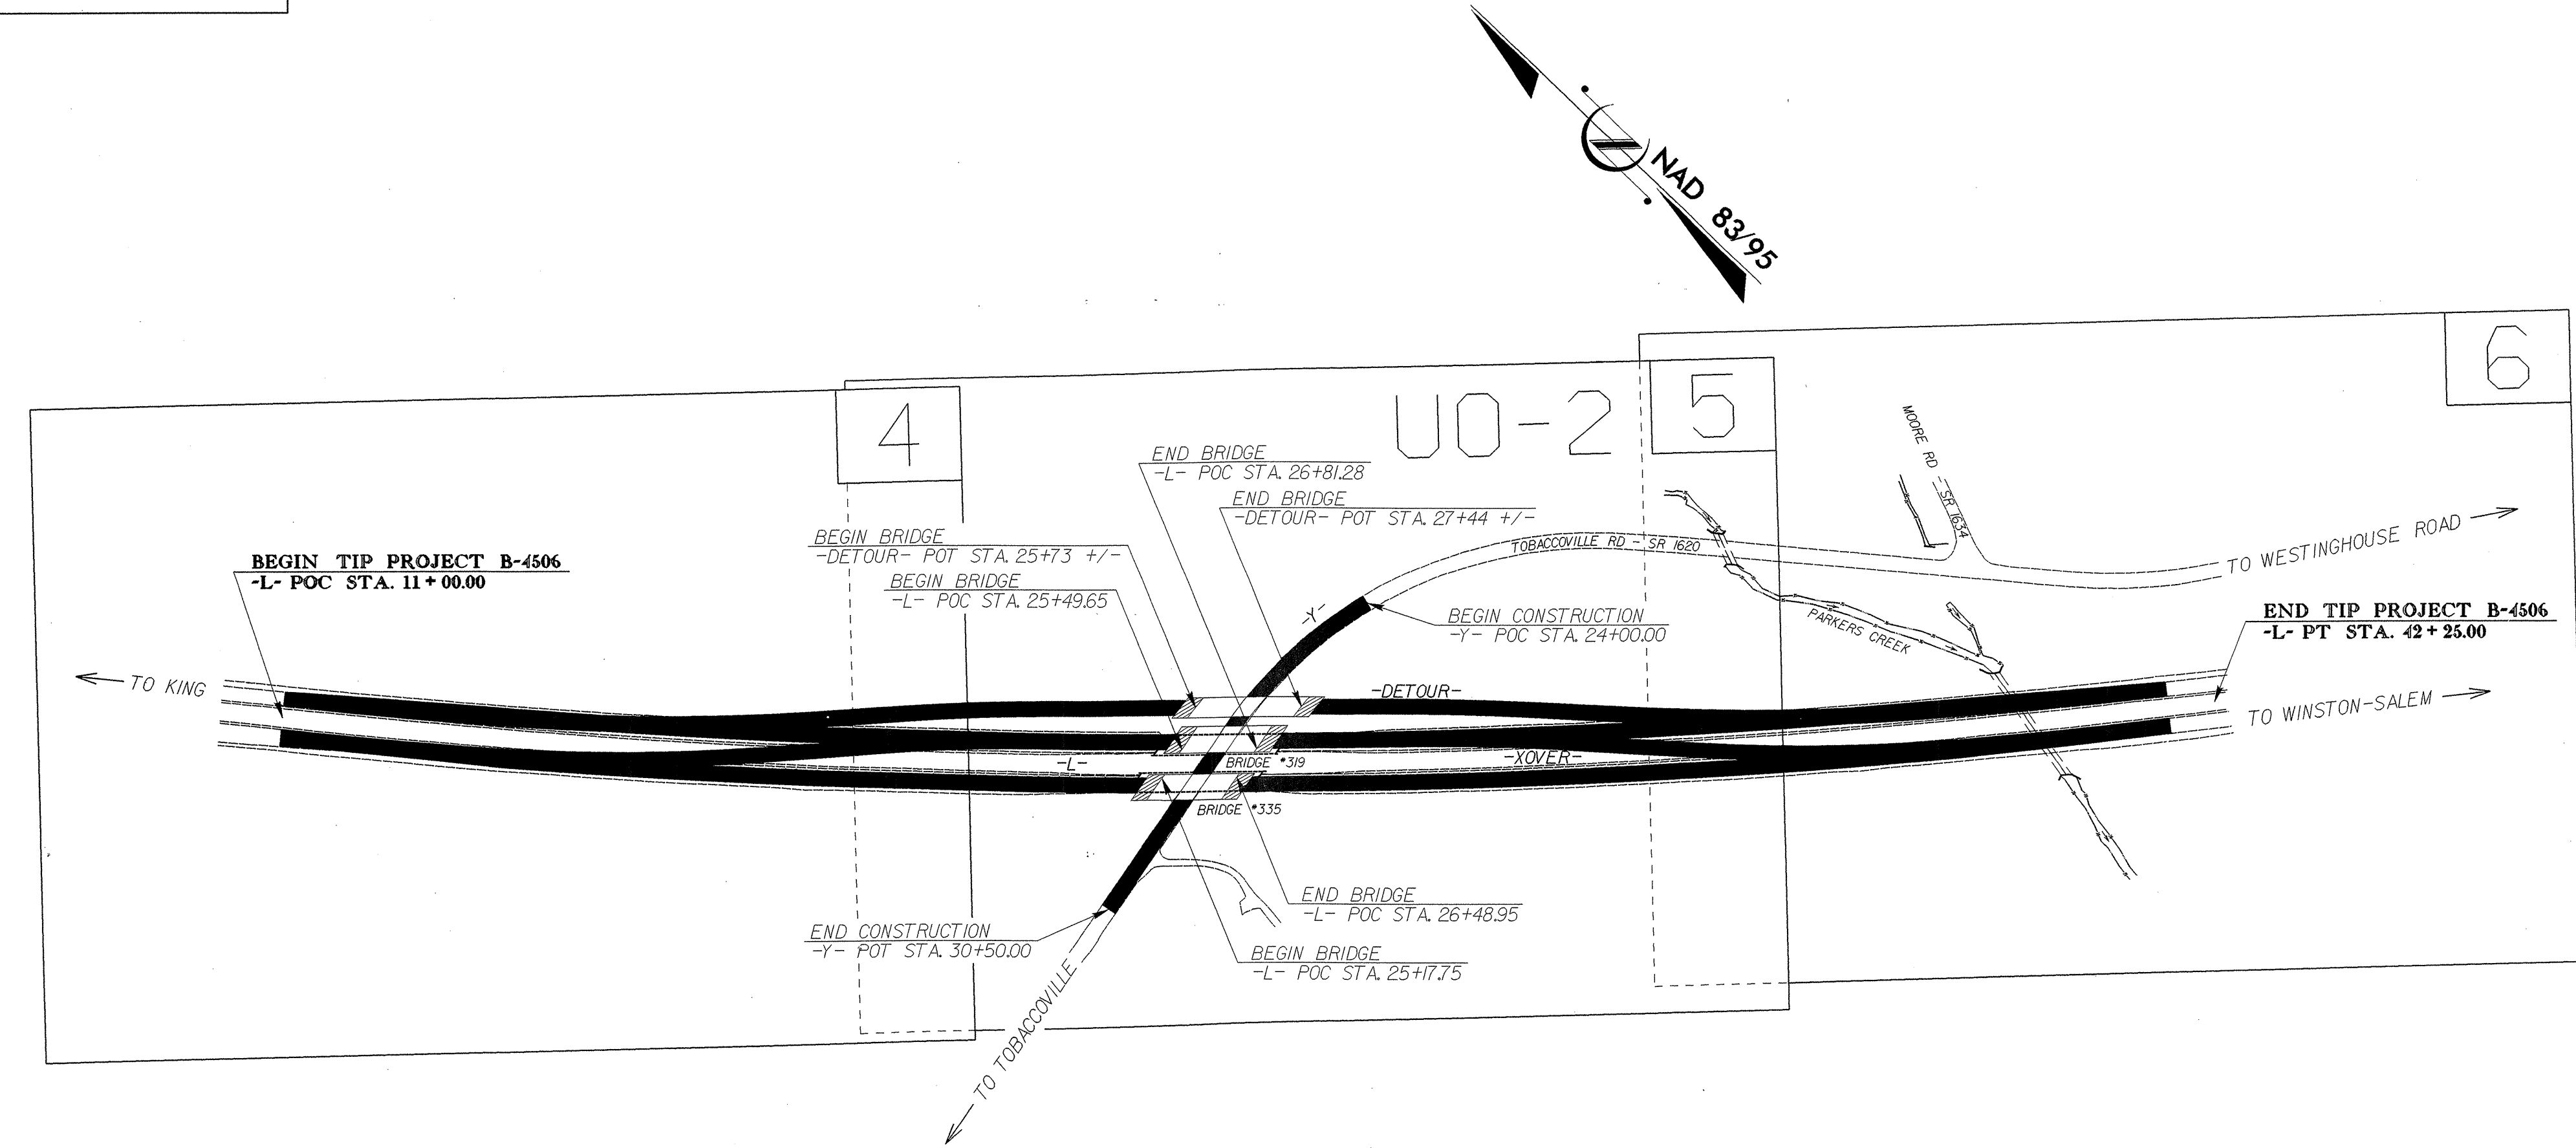 NAD 83/95
4
UO-2
5
6
END BRIDGE
-L- POC STA. 26+81.28
END BRIDGE
-DETOUR- POT STA. 27+44 +/-
BEGIN BRIDGE
-DETOUR- POT STA. 25+73 +/-
BEGIN BRIDGE
-L- POC STA. 25+49.65
BEGIN TIP PROJECT B-4506
-L- POC STA. 11+00.00
MOORE RD - SR 1634
TOBACCOVILLE RD - SR 1620
TO WESTINGHOUSE ROAD
-Y-
BEGIN CONSTRUCTION
-Y- POC STA. 24+00.00
PARKERS CREEK
END TIP PROJECT B-4506
-L- PT STA. 42+25.00
TO KING
-DETOUR-
TO WINSTON-SALEM
-L-
BRIDGE #319
-XOVER-
BRIDGE #335
END BRIDGE
-L- POC STA. 26+48.95
END CONSTRUCTION
-Y- POT STA. 30+50.00
BEGIN BRIDGE
-L- POC STA. 25+17.75
TO TOBACCOVILLE